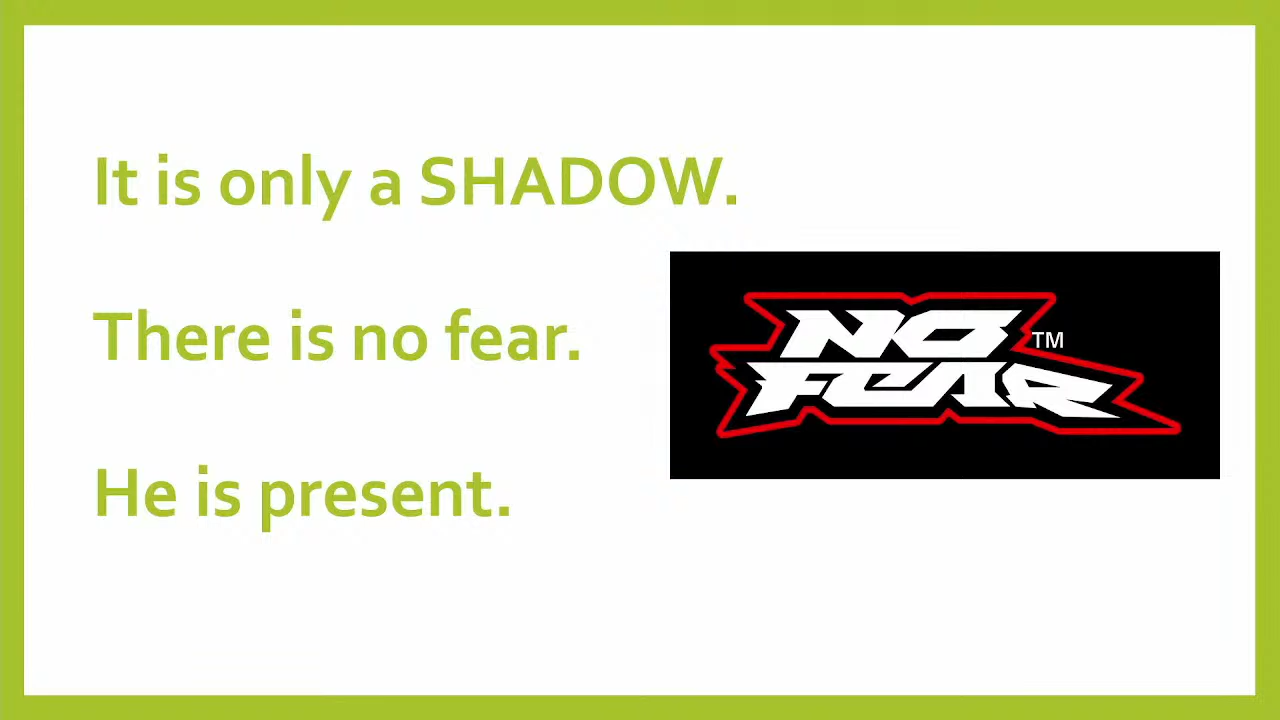 It is only a SHADOW.
There is no fear.
He is present.
NO
FEAR
TM